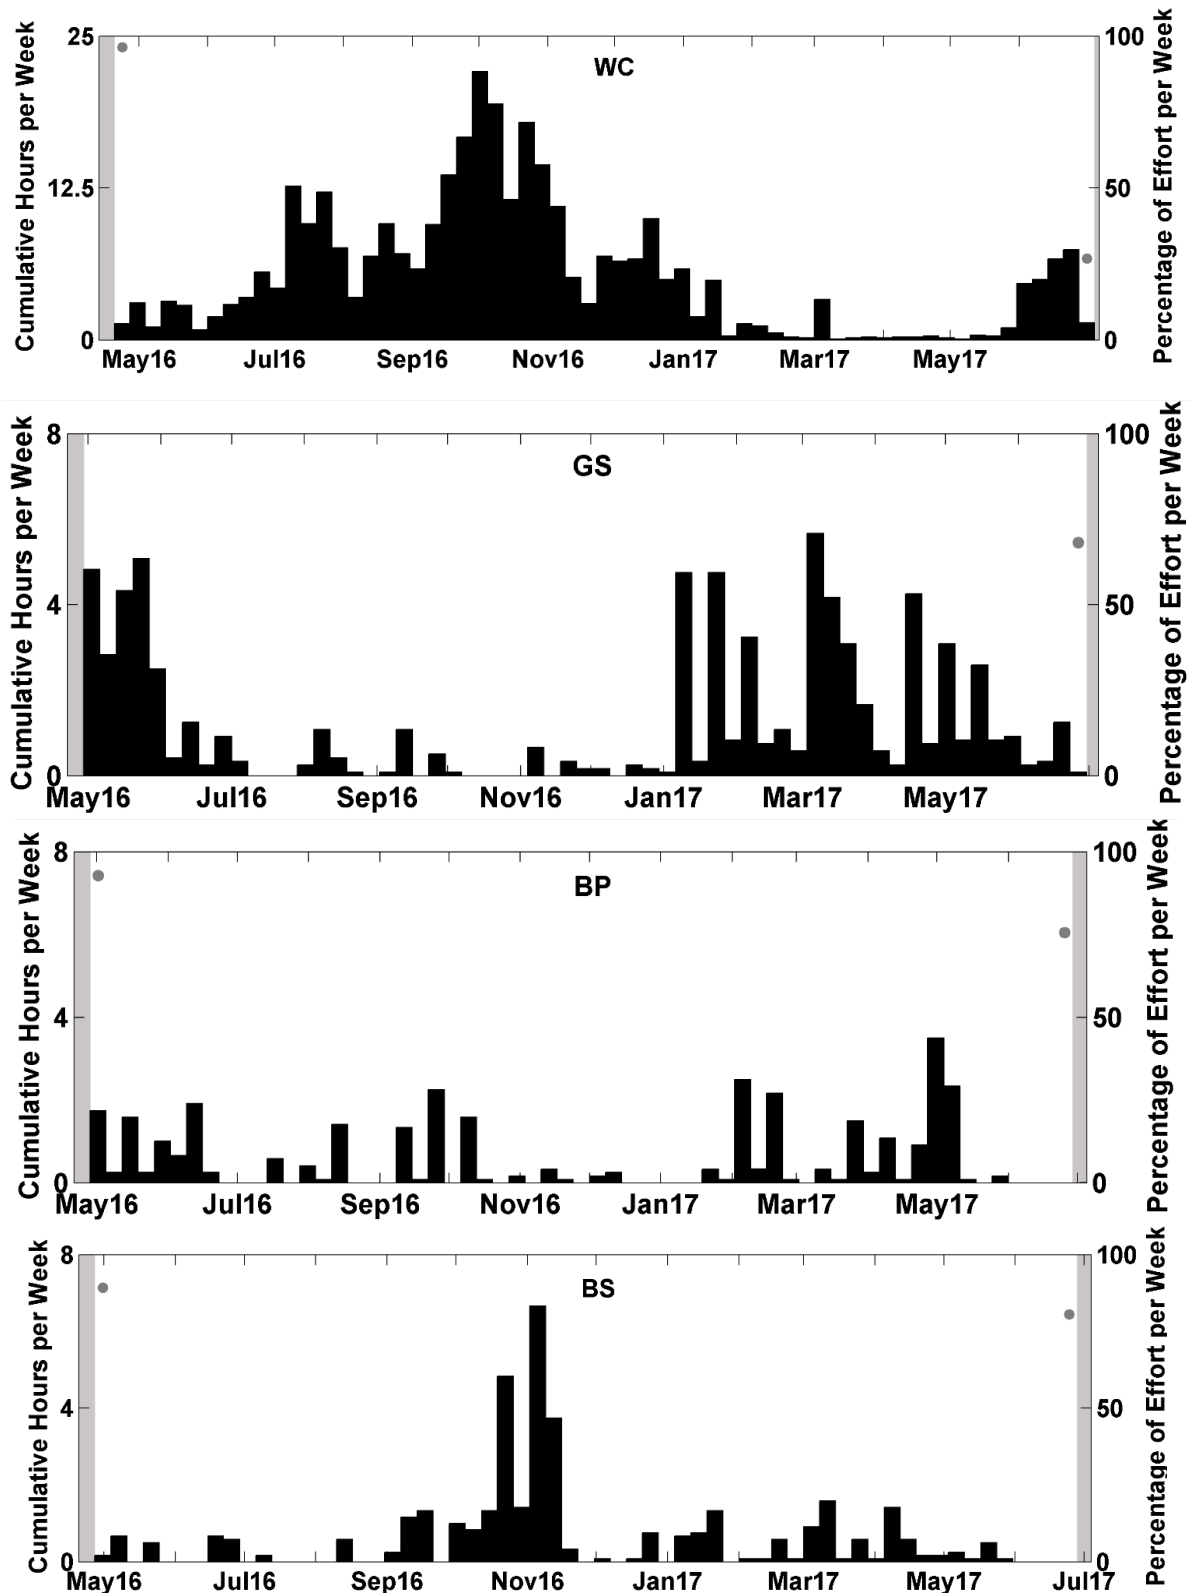 Cumulative Hours per Week
25
12.5
0
WC
100
50
0
Percentage of Effort per Week
May16 Jul16 Sep16 Nov16 Jan17 Mar17 May17
Cumulative Hours per Week
8
4
0
GS
100
50
0
Percentage of Effort per Week
May16 Jul16 Sep16 Nov16 Jan17 Mar17 May17
Cumulative Hours per Week
8
4
0
BP
100
50
0
Percentage of Effort per Week
May16 Jul16 Sep16 Nov16 Jan17 Mar17 May17
Cumulative Hours per Week
8
4
0
BS
100
50
0
Percentage of Effort per Week
May16 Jul16 Sep16 Nov16 Jan17 Mar17 May17 Jul17